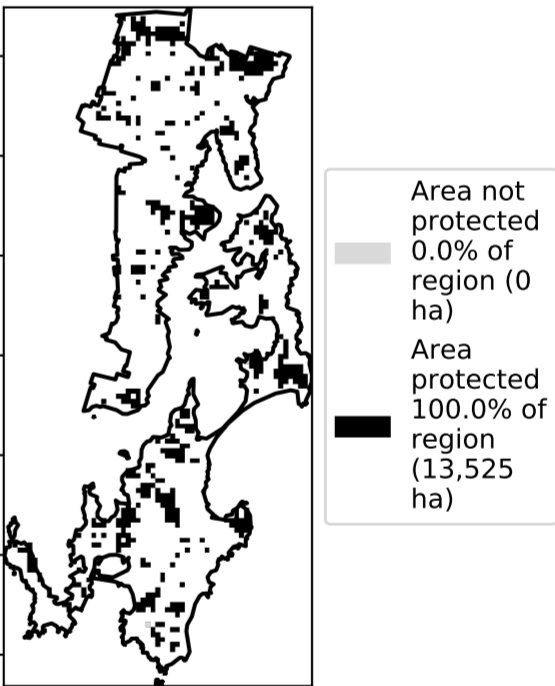 Area not
protected
0.0% of
region (0
ha)
Area
protected
100.0% of
region
(13,525
ha)